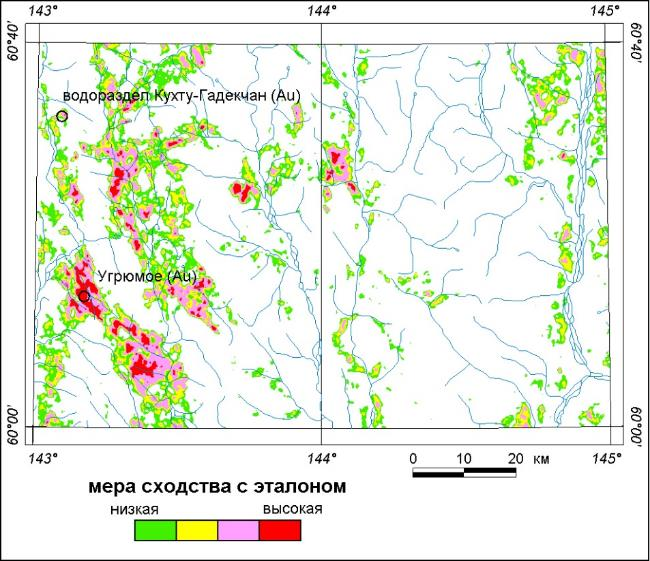 143° 144° 145°
60°40' 60°40'
водораздел Кухту-Гадекчан (Au)
Угрюмое (Au)
60°00' 60°00'
143° 144° 145°
0 10 20 км
мера сходства с эталоном
низкая высокая